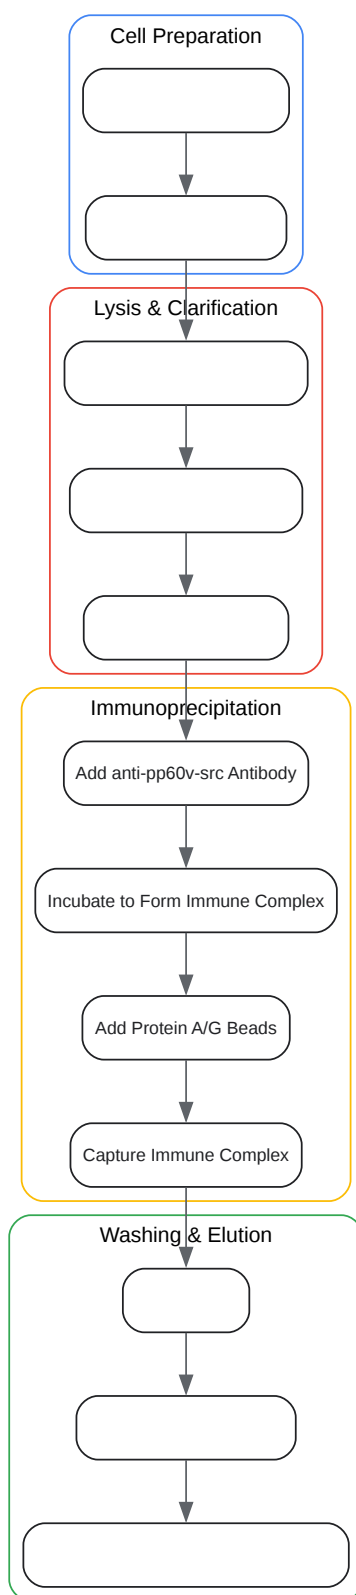 Cell Preparation
Lysis & Clarification
Immunoprecipitation
Add anti-pp60v-src Antibody
Incubate to Form Immune Complex
Add Protein A/G Beads
Capture Immune Complex
Washing & Elution